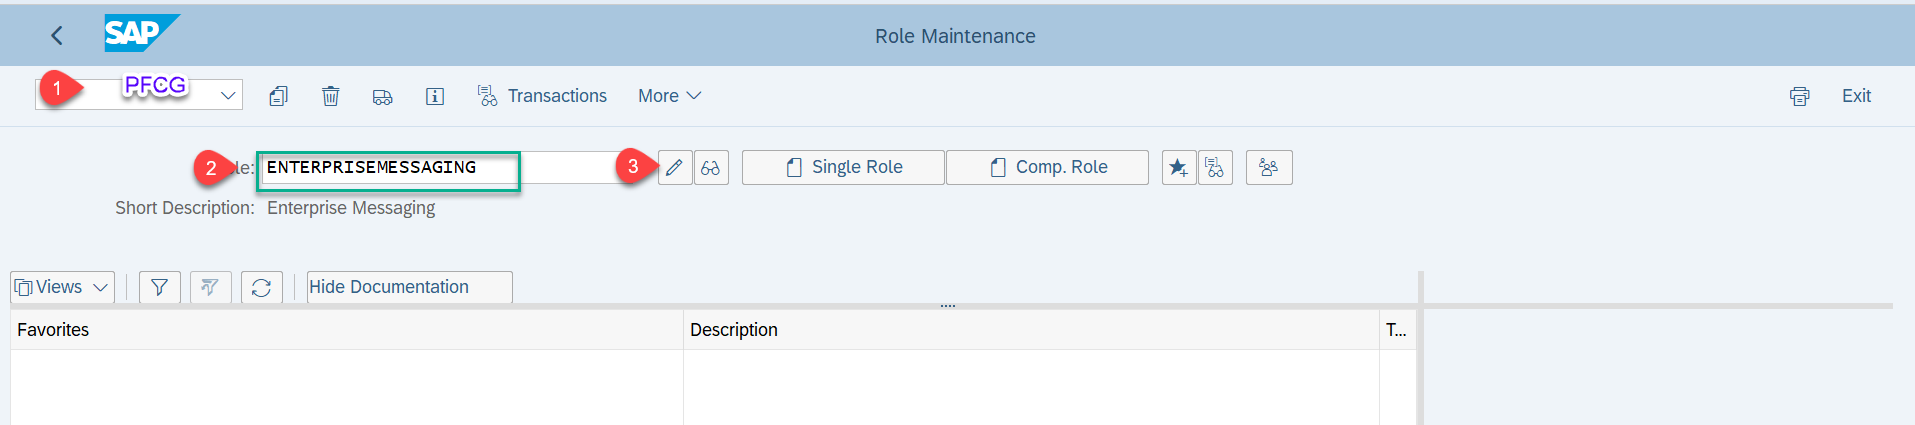 SAP Role Maintenance
1 PFCG Transactions More Exit
2 le: ENTERPRISEMESSAGING 3 Single Role Comp. Role
Short Description: Enterprise Messaging
Views Hide Documentation
Favorites Description T...